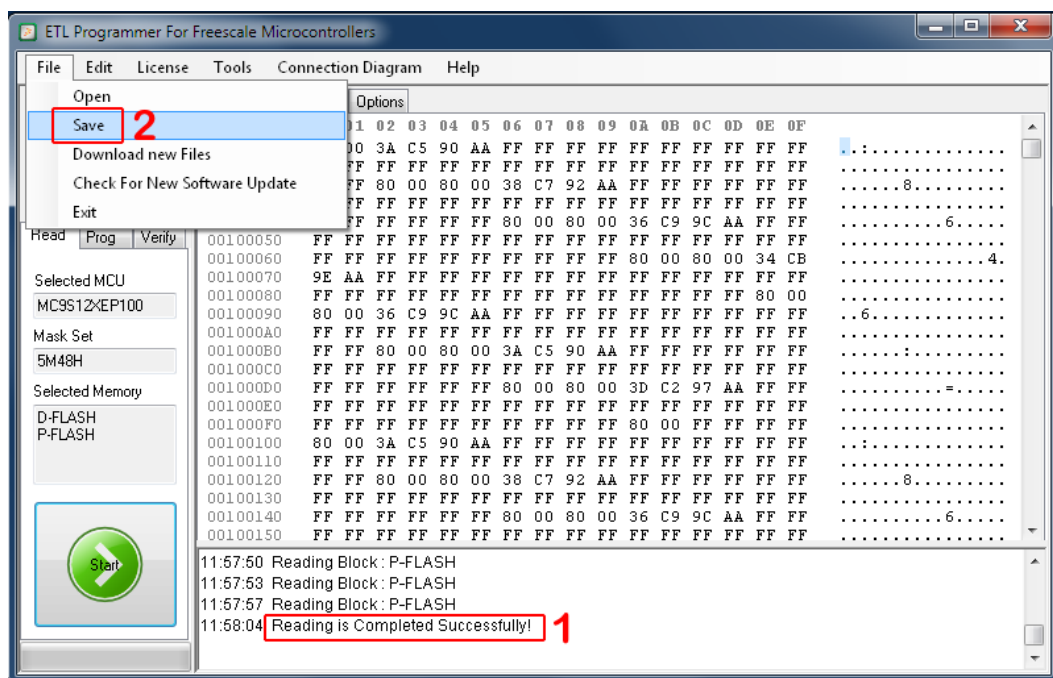 ETL Programmer For Freescale Microcontrollers
File Edit License Tools Connection Diagram Help
Open
Save 2
Download new Files
Check For New Software Update
Exit
Options
01 02 03 04 05 06 07 08 09 0A 0B 0C 0D 0E 0F
00 3A C5 90 AA FF FF FF FF FF FF FF FF FF FF ..:.............
FF FF FF FF FF FF FF FF FF FF FF FF FF FF FF ................
FF 80 00 80 00 38 C7 92 AA FF FF FF FF FF FF ......8.........
FF FF FF FF FF FF FF FF FF FF FF FF FF FF FF ................
FF FF FF FF FF 80 00 80 00 36 C9 9C AA FF FF ..........6.....
Read Prog Verify
00100050 FF FF FF FF FF FF FF FF FF FF FF FF FF FF FF FF ................
00100060 FF FF FF FF FF FF FF FF FF FF 80 00 80 00 34 CB ..............4.
00100070 9E AA FF FF FF FF FF FF FF FF FF FF FF FF FF FF ................
00100080 FF FF FF FF FF FF FF FF FF FF FF FF FF FF 80 00 ................
00100090 80 00 36 C9 9C AA FF FF FF FF FF FF FF FF FF FF ..6.............
001000A0 FF FF FF FF FF FF FF FF FF FF FF FF FF FF FF FF ................
001000B0 FF FF 80 00 80 00 3A C5 90 AA FF FF FF FF FF FF ......:.........
001000C0 FF FF FF FF FF FF FF FF FF FF FF FF FF FF FF FF ................
001000D0 FF FF FF FF FF FF 80 00 80 00 3D C2 97 AA FF FF ..........=.....
001000E0 FF FF FF FF FF FF FF FF FF FF FF FF FF FF FF FF ................
001000F0 FF FF FF FF FF FF FF FF FF FF 80 00 FF FF FF FF ................
00100100 80 00 3A C5 90 AA FF FF FF FF FF FF FF FF FF FF ..:.............
00100110 FF FF FF FF FF FF FF FF FF FF FF FF FF FF FF FF ................
00100120 FF FF 80 00 80 00 38 C7 92 AA FF FF FF FF FF FF ......8.........
00100130 FF FF FF FF FF FF FF FF FF FF FF FF FF FF FF FF ................
00100140 FF FF FF FF FF FF 80 00 80 00 36 C9 9C AA FF FF ..........6.....
00100150 FF FF FF FF FF FF FF FF FF FF FF FF FF FF FF FF ................
Selected MCU
MC9S12XEP100
Mask Set
5M48H
Selected Memory
D-FLASH
P-FLASH
Start
11:57:50 Reading Block : P-FLASH
11:57:53 Reading Block : P-FLASH
11:57:57 Reading Block : P-FLASH
11:58:04 Reading is Completed Successfully! 1